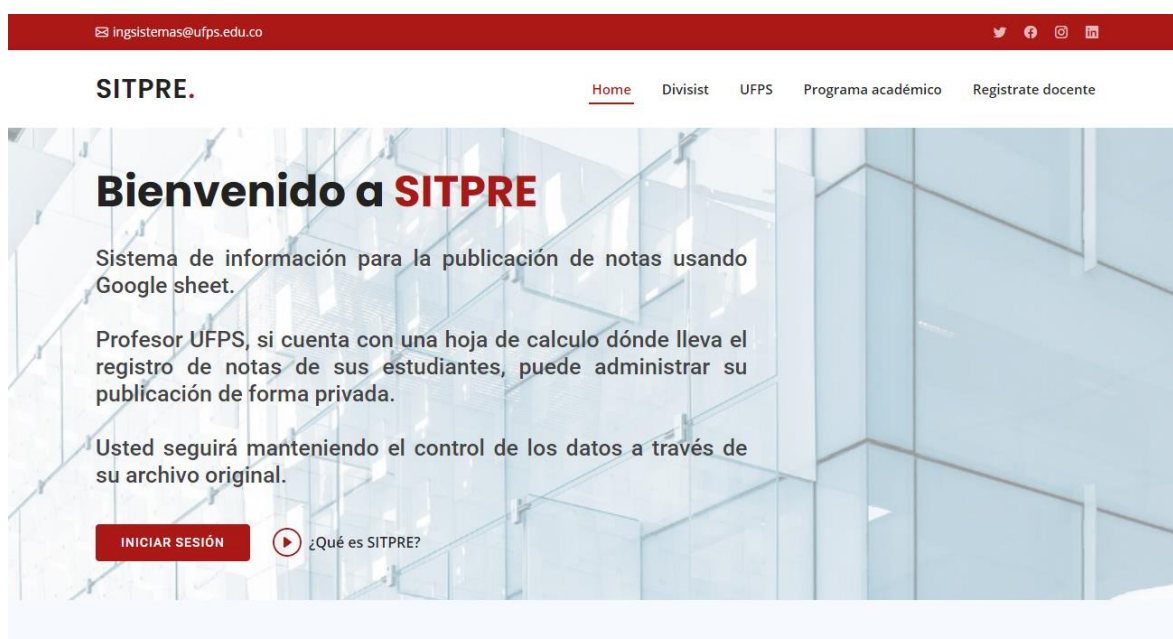 ingsistemas@ufps.edu.co
SITPRE.
Home Divisist UFPS Programa académico Registrate docente
Bienvenido a SITPRE
Sistema de información para la publicación de notas usando
Google sheet.
Profesor UFPS, si cuenta con una hoja de calculo dónde lleva el
registro de notas de sus estudiantes, puede administrar su
publicación de forma privada.
Usted seguirá manteniendo el control de los datos a través de
su archivo original.
INICIAR SESIÓN ¿Qué es SITPRE?